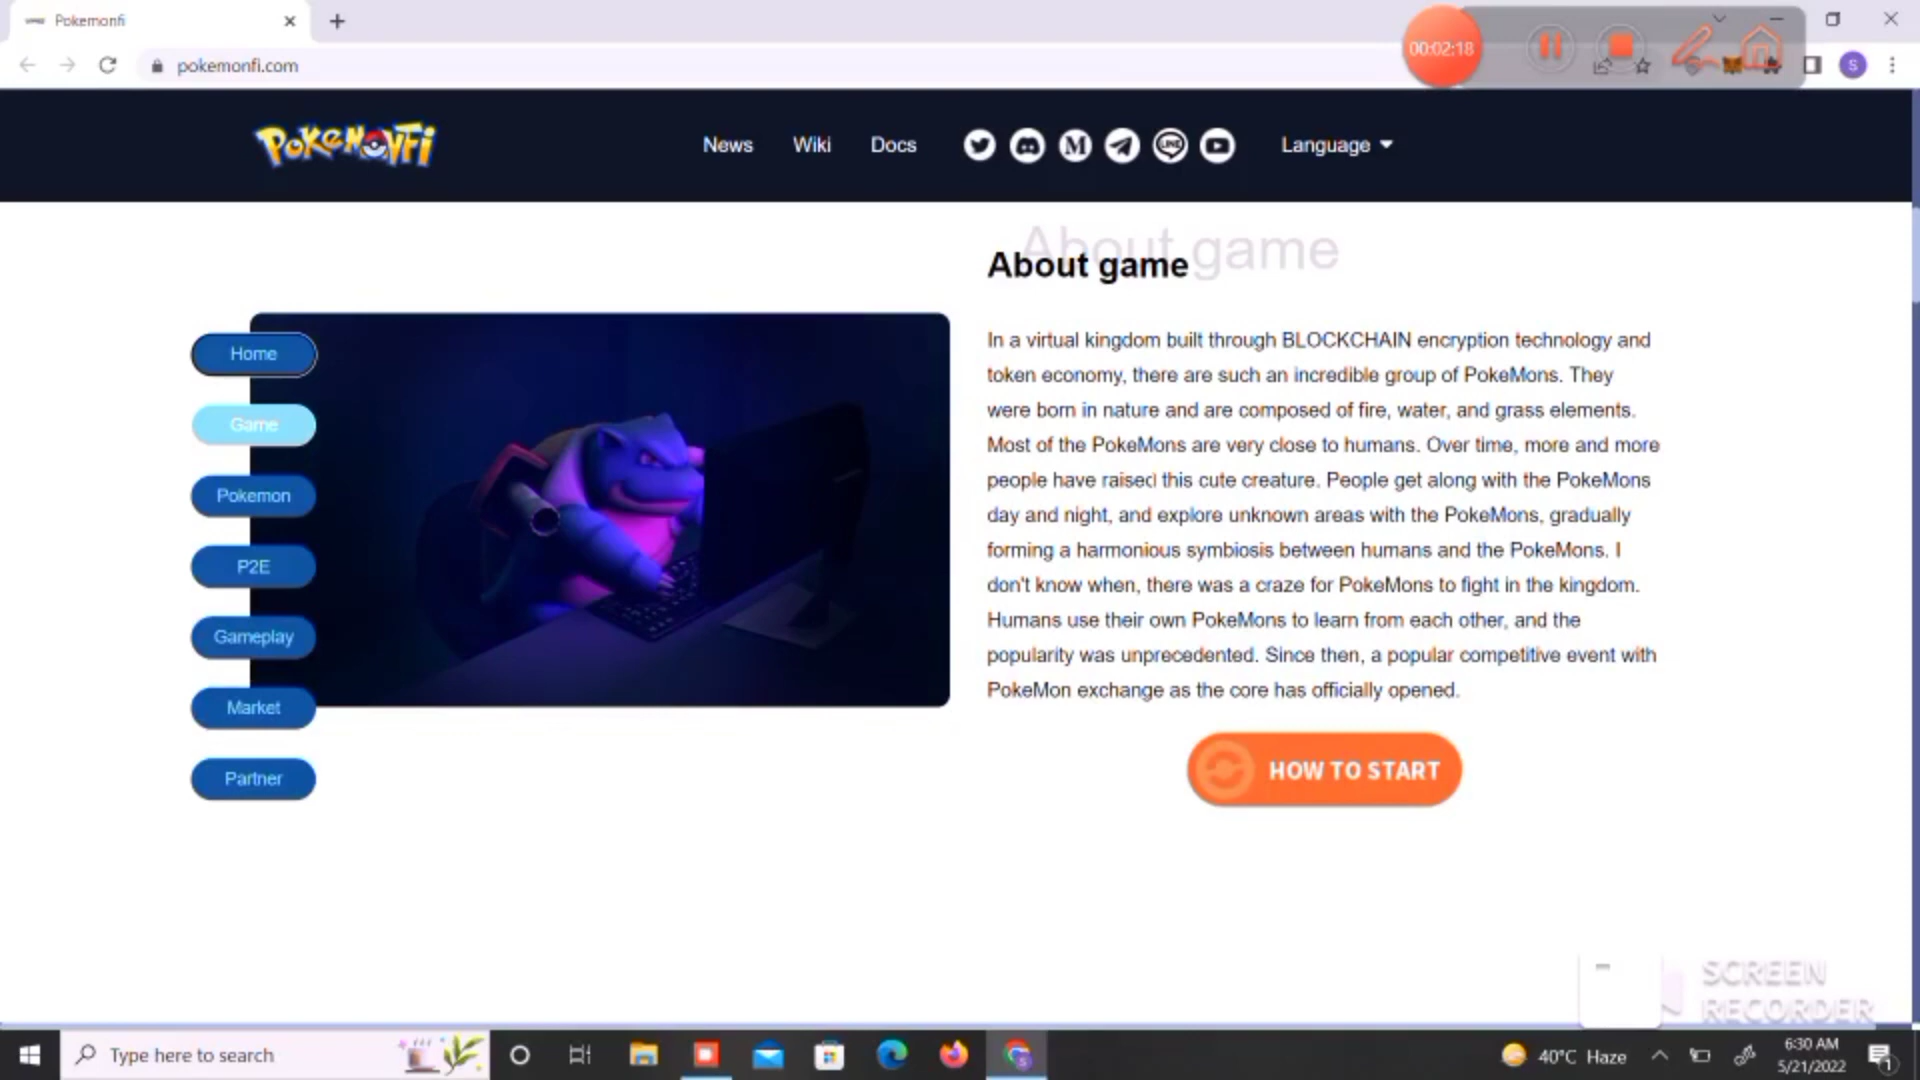 Pokemonfi
00:02:18
pokemonfi.com
S
POKEMONFi
News
Wiki
Docs
M
LINE
Language
About game
About game
In a virtual kingdom built through BLOCKCHAIN encryption technology and
token economy, there are such an incredible group of PokeMons. They
were born in nature and are composed of fire, water, and grass elements.
Most of the PokeMons are very close to humans. Over time, more and more
people have raised this cute creature. People get along with the PokeMons
day and night, and explore unknown areas with the PokeMons, gradually
forming a harmonious symbiosis between humans and the PokeMons. I
don't know when, there was a craze for PokeMons to fight in the kingdom.
Humans use their own PokeMons to learn from each other, and the
popularity was unprecedented. Since then, a popular competitive event with
PokeMon exchange as the core has officially opened.
HOW TO START
Home
Game
Pokemon
P2E
Gameplay
Market
Partner
SCREEN
RECORDER
Type here to search
S
40°C Haze
6:30 AM
5/21/2022
1